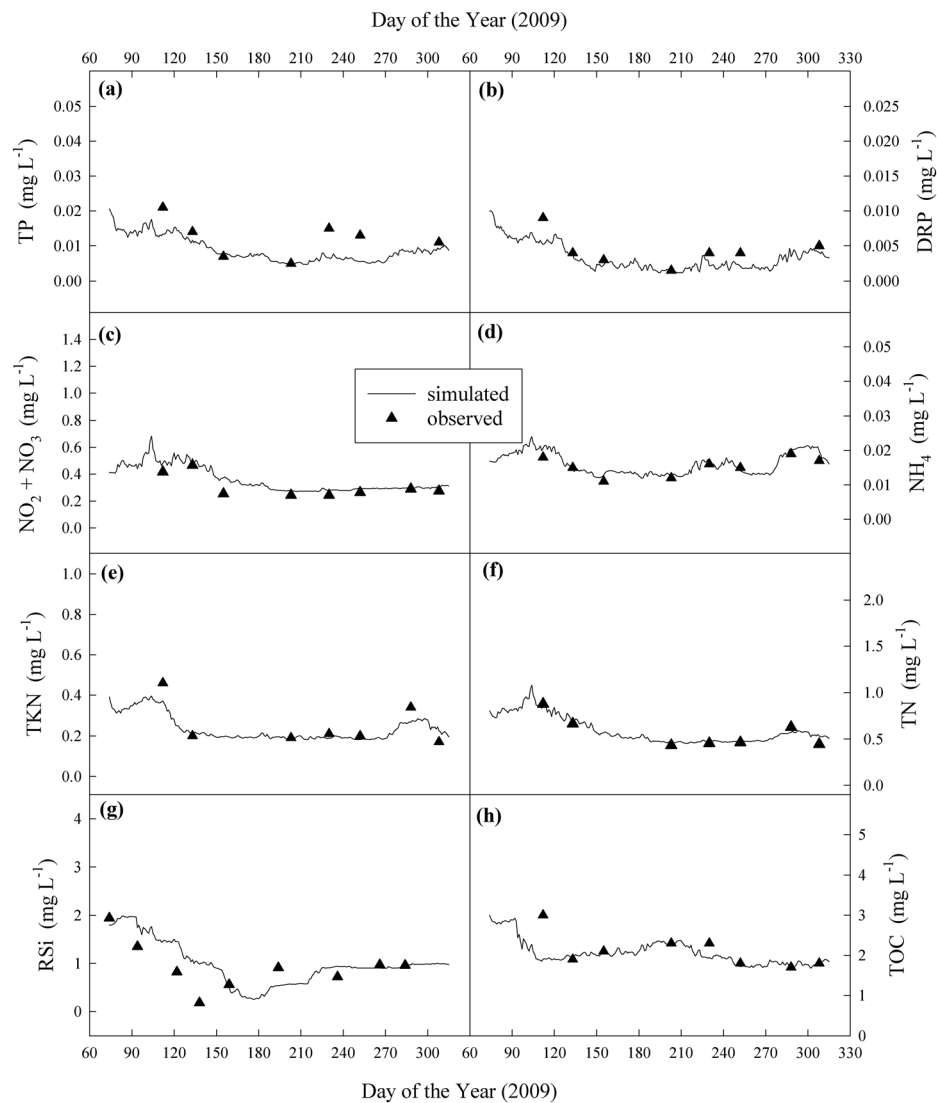 Day of the Year (2009)
60 90 120 150 180 210 240 270 300 60 90 120 150 180 210 240 270 300 330
(a)
TP (mg L⁻¹)
0.05
0.04
0.03
0.02
0.01
0.00
(b)
0.025
0.020
0.015
0.010
0.005
0.000
DRP (mg L⁻¹)
(c)
NO₂ + NO₃ (mg L⁻¹)
1.4
1.2
1.0
0.8
0.6
0.4
0.2
0.0
simulated
observed
(d)
0.05
0.04
0.03
0.02
0.01
0.00
NH₄ (mg L⁻¹)
(e)
TKN (mg L⁻¹)
1.0
0.8
0.6
0.4
0.2
0.0
(f)
2.0
1.5
1.0
0.5
0.0
TN (mg L⁻¹)
(g)
RSi (mg L⁻¹)
4
3
2
1
0
(h)
5
4
3
2
1
0
TOC (mg L⁻¹)
60 90 120 150 180 210 240 270 300 60 90 120 150 180 210 240 270 300 330
Day of the Year (2009)